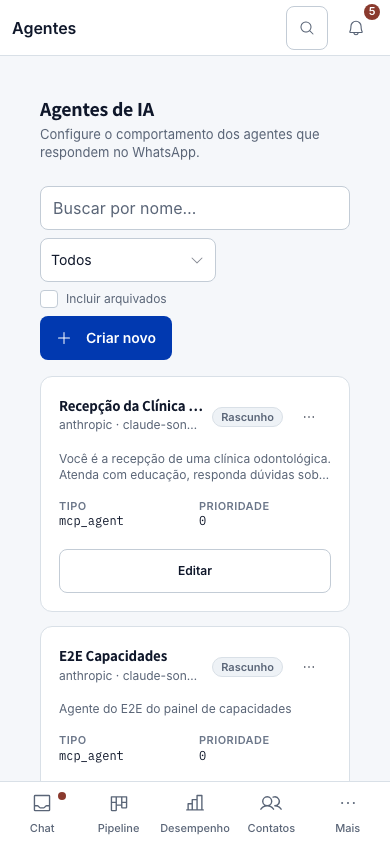 Agentes
5
Agentes de IA
Configure o comportamento dos agentes que
respondem no WhatsApp.
Buscar por nome...
Todos
Incluir arquivados
Criar novo
Recepção da Clínica ...
Rascunho
anthropic · claude-son...
Você é a recepção de uma clínica odontológica.
Atenda com educação, responda dúvidas sob...
TIPO PRIORIDADE
mcp_agent 0
Editar
E2E Capacidades
Rascunho
anthropic · claude-son...
Agente do E2E do painel de capacidades
TIPO PRIORIDADE
mcp_agent 0
Chat Pipeline Desempenho Contatos Mais